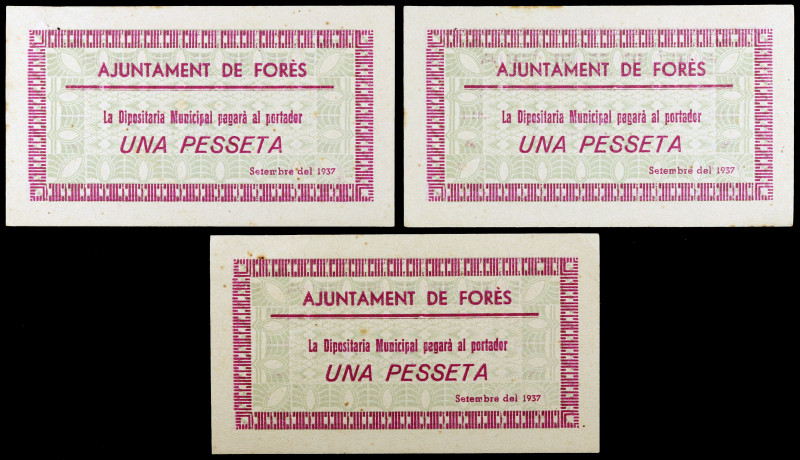 AJUNTAMENT DE FORÈS
La Dipositaria Municipal pagarà al portador
UNA PESSETA
Setembre del 1937
AJUNTAMENT DE FORÈS
La Dipositaria Municipal pagarà al portador
UNA PESSETA
Setembre del 1937
AJUNTAMENT DE FORÈS
La Dipositaria Municipal pagarà al portador
UNA PESSETA
Setembre del 1937